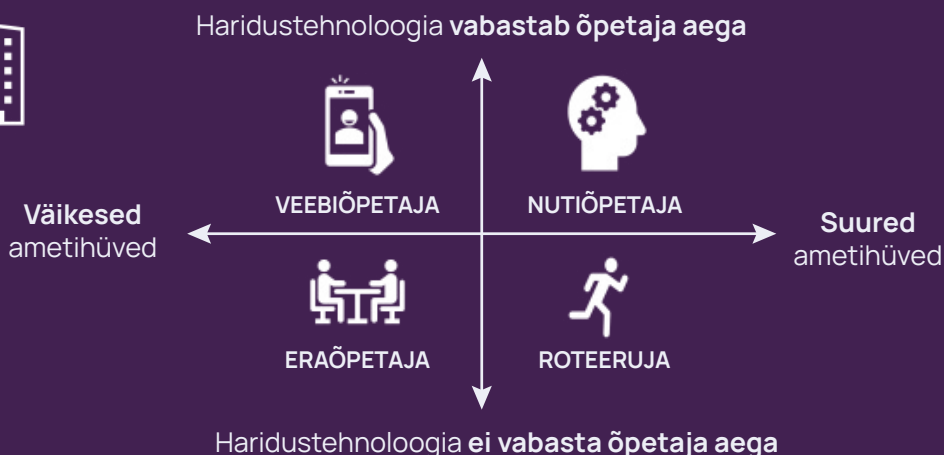 Haridustehnoloogia vabastab õpetaja aega
VEEBIÕPETAJA
NUTIÕPETAJA
Väikesed
ametihüved
Suured
ametihüved
ERAÕPETAJA
ROTEERUJA
Haridustehnoloogia ei vabasta õpetaja aega